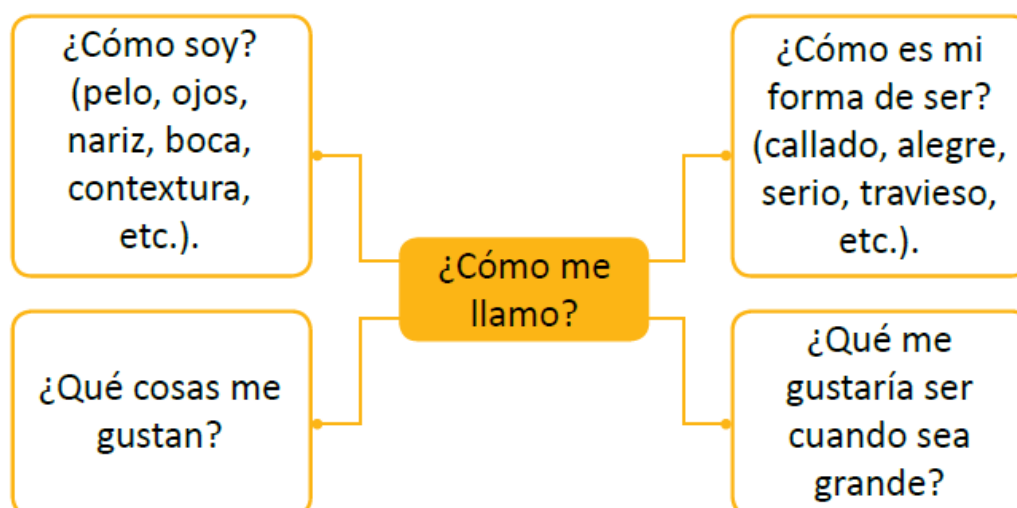 ¿Cómo soy?
(pelo, ojos,
nariz, boca,
contextura,
etc.).
¿Cómo es mi
forma de ser?
(callado, alegre,
serio, travieso,
etc.).
¿Cómo me
llamo?
¿Qué cosas me
gustan?
¿Qué me
gustaría ser
cuando sea
grande?